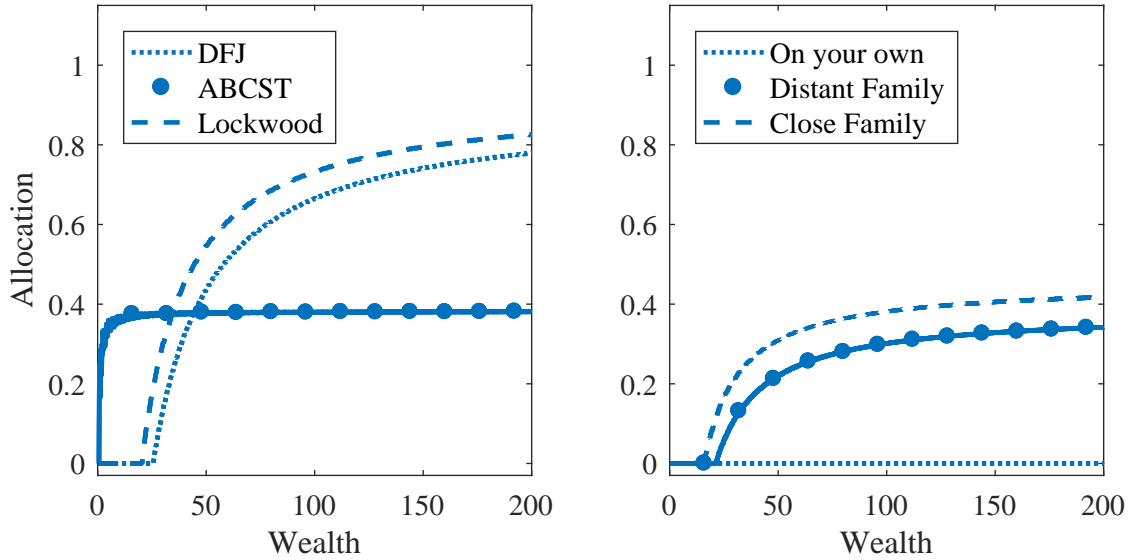 DFJ
ABCST
Lockwood
Allocation
1
0.8
0.6
0.4
0.2
0
0 50 100 150 200
Wealth
On your own
Distant Family
Close Family
1
0.8
0.6
0.4
0.2
0
0 50 100 150 200
Wealth